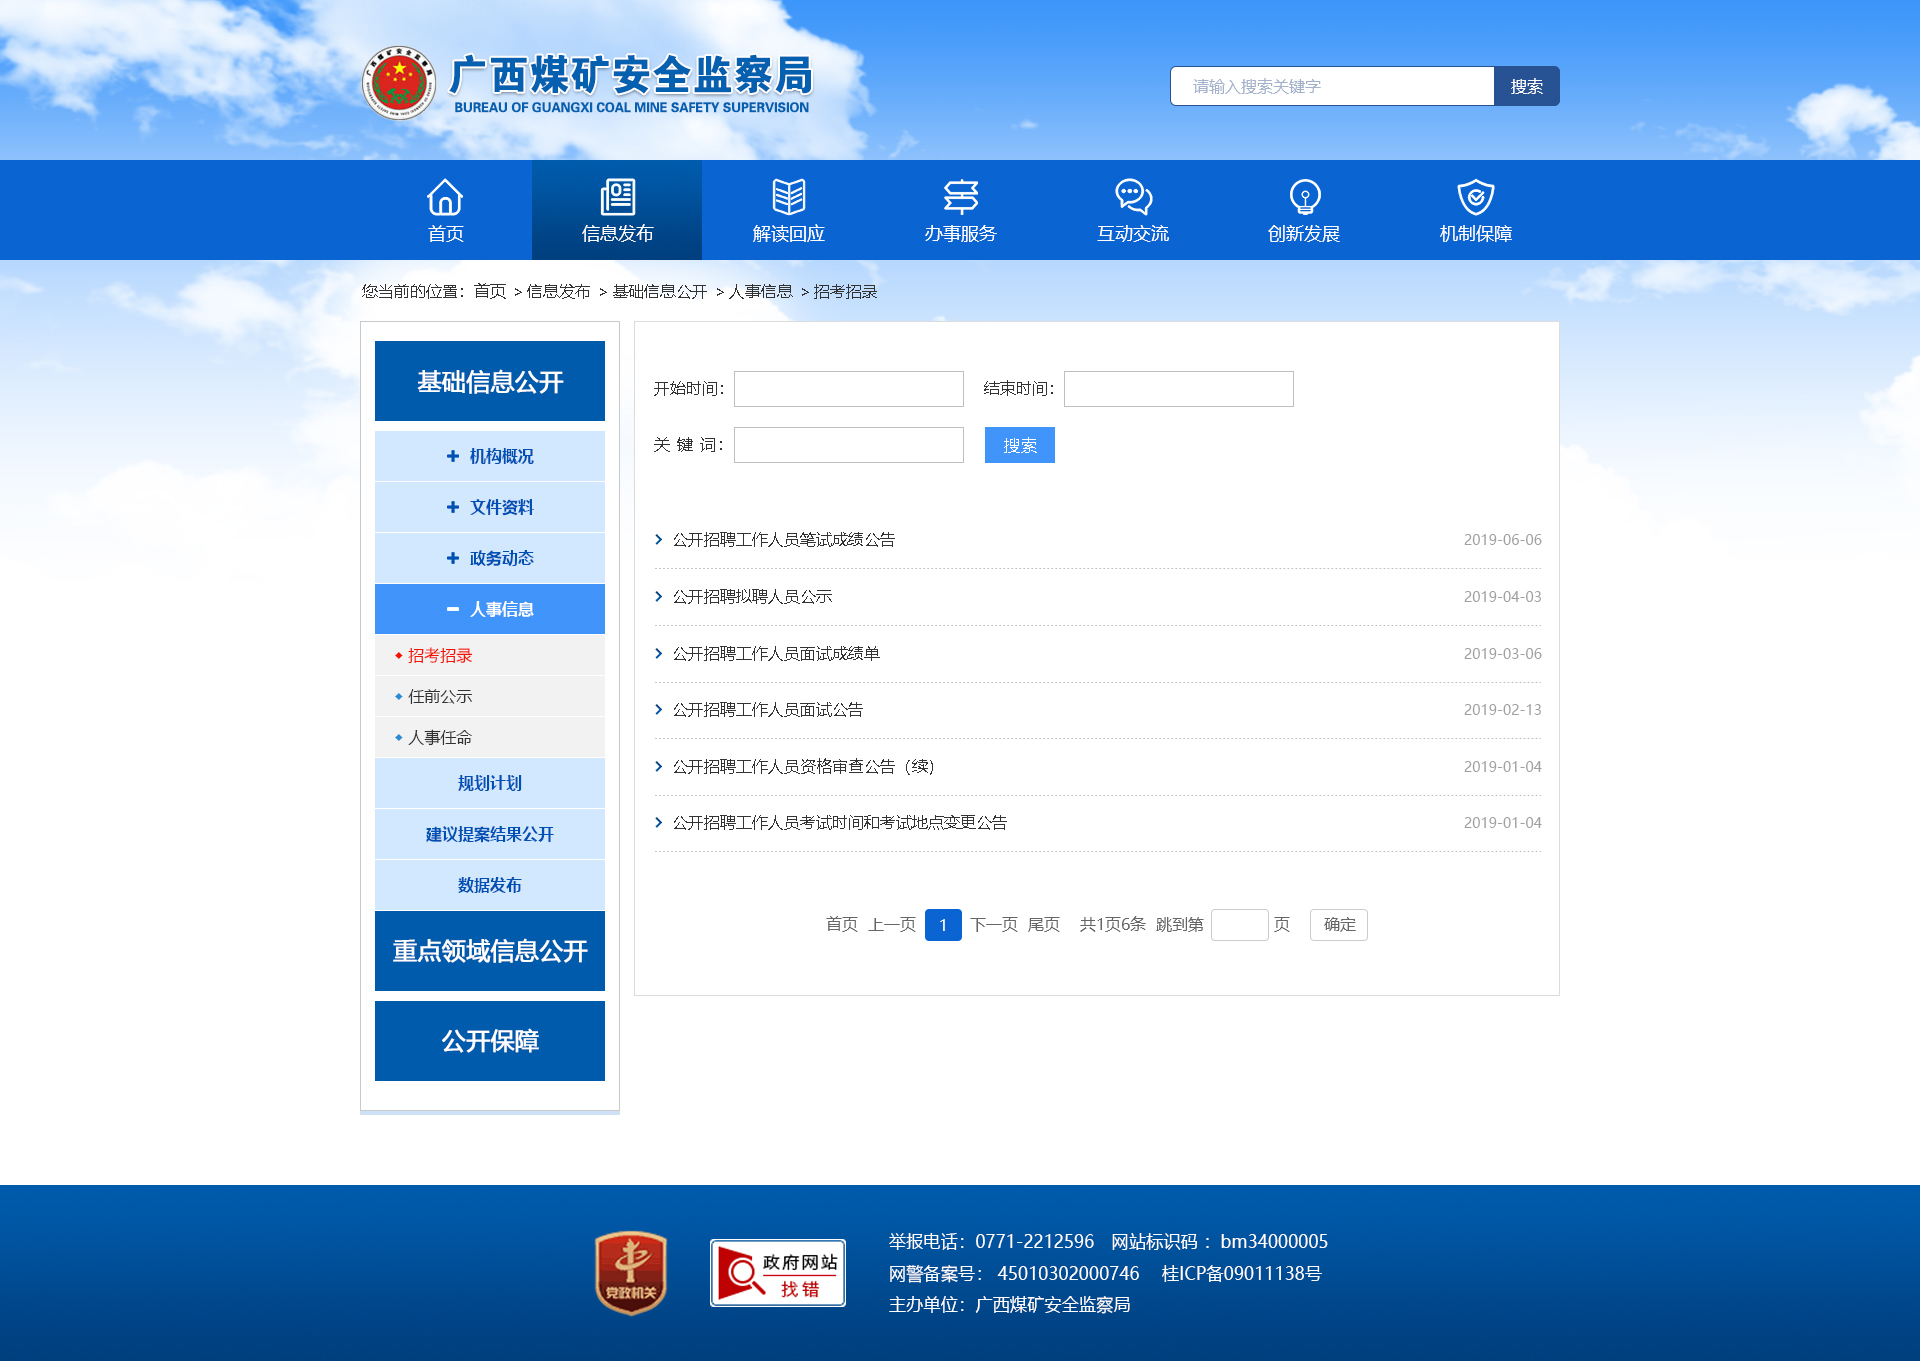 广西煤矿安全监察局
BUREAU OF GUANGXI COAL MINE SAFETY SUPERVISION
请输入搜索关键字
搜索
首页
信息发布
解读回应
办事服务
互动交流
创新发展
机制保障
您当前的位置：首页 > 信息发布 > 基础信息公开 > 人事信息 > 招考招录
基础信息公开
机构概况
文件资料
政务动态
人事信息
招考招录
任前公示
人事任命
规划计划
建议提案结果公开
数据发布
重点领域信息公开
公开保障
开始时间：
结束时间：
关 键 词：
搜索
公开招聘工作人员笔试成绩公告 2019-06-06
公开招聘拟聘人员公示 2019-04-03
公开招聘工作人员面试成绩单 2019-03-06
公开招聘工作人员面试公告 2019-02-13
公开招聘工作人员资格审查公告（续） 2019-01-04
公开招聘工作人员考试时间和考试地点变更公告 2019-01-04
首页 上一页 1 下一页 尾页 共1页6条 跳到第 页 确定
党政机关
政府网站
找错
举报电话：0771-2212596 网站标识码 ：bm34000005
网警备案号： 45010302000746 桂ICP备09011138号
主办单位：广西煤矿安全监察局